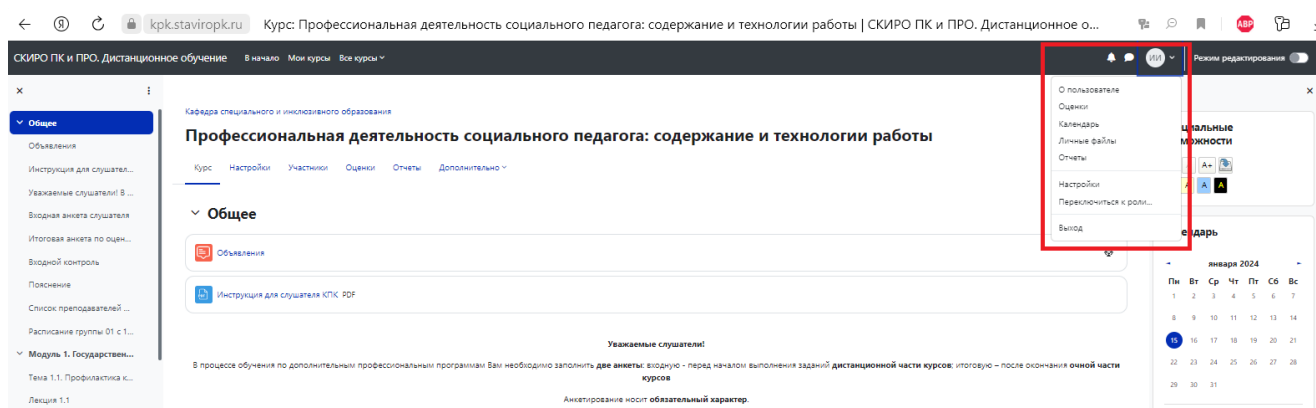 kpk.staviropk.ru Курс: Профессиональная деятельность социального педагога: содержание и технологии работы | СКИРО ПК и ПРО. Дистанционное о...
ABP
СКИРО ПК и ПРО. Дистанционное обучение В начало Мои курсы Все курсы
ИИ
Режим редактирования
О пользователе
Оценки
Календарь
Личные файлы
Отчеты
Настройки
Переключиться к роли...
Выход
Общее
Объявления
Инструкция для слушател...
Уважаемые слушатели! В ...
Входная анкета слушателя
Итоговая анкета по оцен...
Входной контроль
Пояснение
Список преподавателей ...
Расписание группы 01 с 1...
Модуль 1. Государствен...
Тема 1.1. Профилактика к...
Лекция 1.1
Кафедра специального и инклюзивного образования
Профессиональная деятельность социального педагога: содержание и технологии работы
Курс Настройки Участники Оценки Отчеты Дополнительно
Общее
Объявления
Инструкция для слушателя КПК PDF
Уважаемые слушатели!
В процессе обучения по дополнительным профессиональным программам Вам необходимо заполнить две анкеты: входную - перед началом выполнения заданий дистанционной части курсов; итоговую – после окончания очной части
курсов
Анкетирование носит обязательный характер.
A+
A A
января 2024
Пн Вт Ср Чт Пт Сб Вс
1 2 3 4 5 6 7
8 9 10 11 12 13 14
15 16 17 18 19 20 21
22 23 24 25 26 27 28
29 30 31